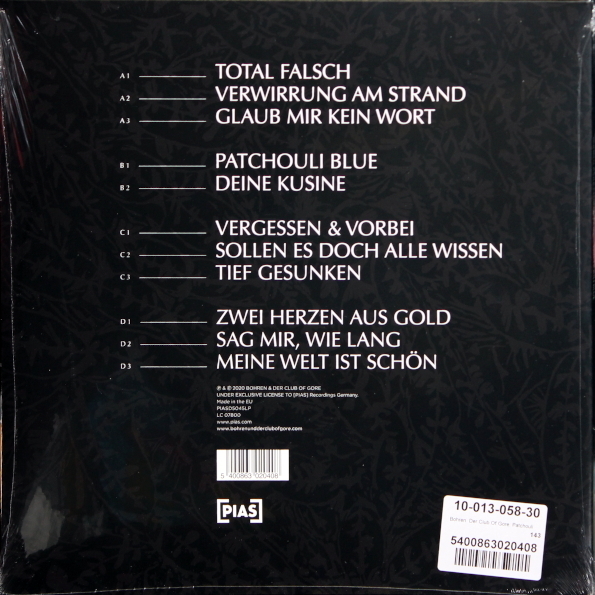 A1 TOTAL FALSCH
A2 VERWIRRUNG AM STRAND
A3 GLAUB MIR KEIN WORT
B1 PATCHOULI BLUE
B2 DEINE KUSINE
C1 VERGESSEN & VORBEI
C2 SOLLEN ES DOCH ALLE WISSEN
C3 TIEF GESUNKEN
D1 ZWEI HERZEN AUS GOLD
D2 SAG MIR, WIE LANG
D3 MEINE WELT IST SCHÖN
℗ & © 2020 BOHREN & DER CLUB OF GORE
UNDER EXCLUSIVE LICENSE TO [PIAS] Recordings Germany.
Made in the EU
PIASD5045LP
LC 07800
www.pias.com
www.bohrenundderclubofgore.com
5 400863 020408
[PIAS]
10-013-058-30
Bohren, Der Club Of Gore: Patchouli
143
5400863020408